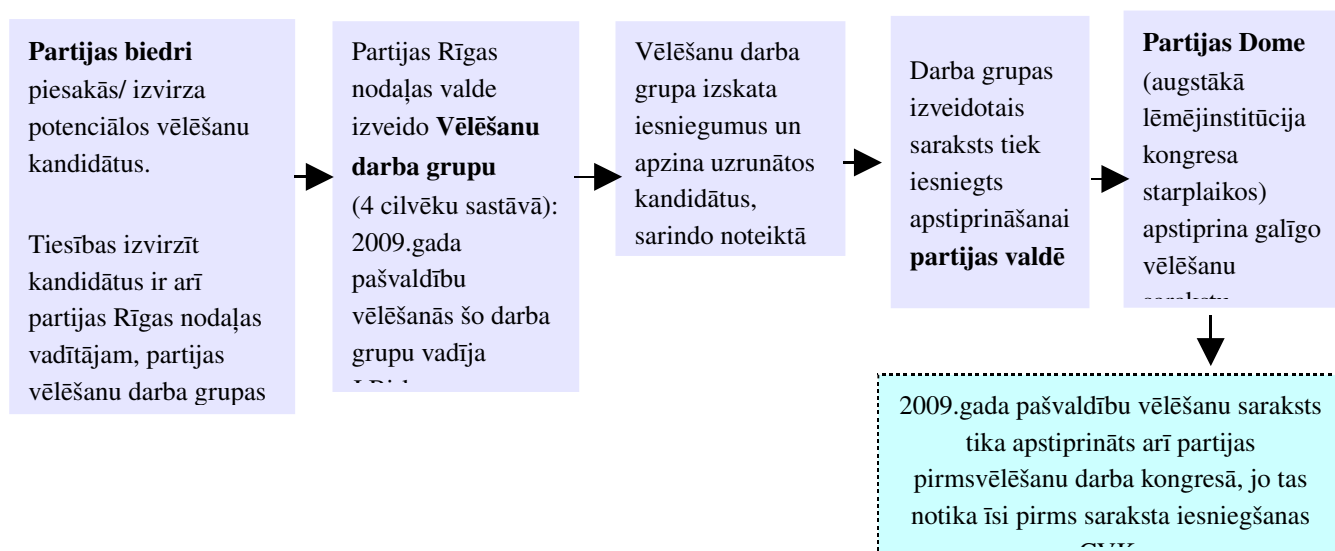 Partijas biedri
piesakās/ izvirza
potenciālos vēlēšanu
kandidātus.
Tiesības izvirzīt
kandidātus ir arī
partijas Rīgas nodaļas
vadītājam, partijas
vēlēšanu darba grupas
Partijas Rīgas
nodaļas valde
izveido Vēlēšanu
darba grupu
(4 cilvēku sastāvā):
2009.gada
pašvaldību
vēlēšanās šo darba
grupu vadīja
Vēlēšanu darba
grupa izskata
iesniegumus un
apzina uzrunātos
kandidātus,
sarindo noteiktā
Darba grupas
izveidotais
saraksts tiek
iesniegts
apstiprināšanai
partijas valdē
Partijas Dome
(augstākā
lēmējinstitūcija
kongresa
starplaikos)
apstiprina galīgo
vēlēšanu
2009.gada pašvaldību vēlēšanu saraksts
tika apstiprināts arī partijas
pirmsvēlēšanu darba kongresā, jo tas
notika īsi pirms saraksta iesniegšanas